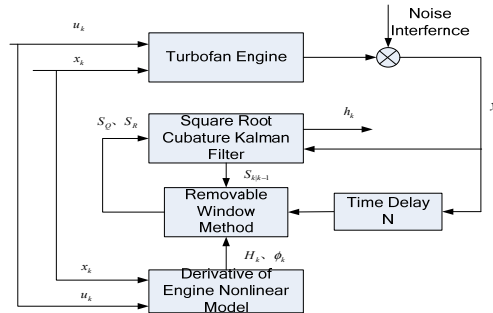 Noise
Interfernce
u_k
x_k
Turbofan Engine
S_Q、S_R
Square Root
Cubature Kalman
Filter
h_k
S_{k|k-1}
Removable
Window
Method
Time Delay
N
H_k、ϕ_k
x_k
u_k
Derivative of
Engine Nonlinear
Model